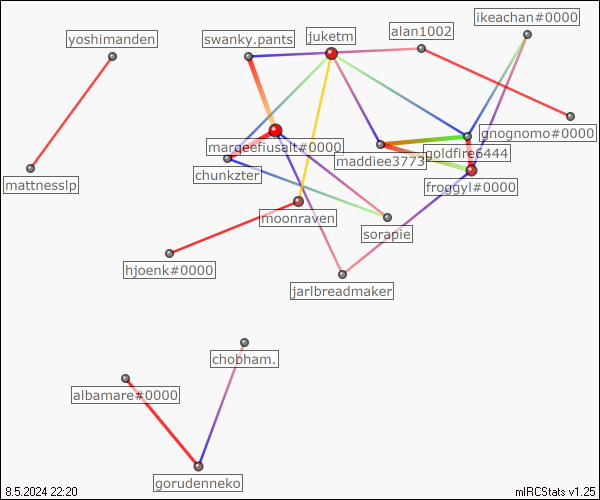 ikeachan#0000
alan1002
juketm
swanky.pants
yoshimanden
gnognomo#0000
margeefiusalt#0000
goldfire6444
maddiee3773
chunkzter
mattnesslp
froggyl#0000
moonraven
sorapie
hjoenk#0000
jarlbreadmaker
chobham.
albamare#0000
gorudenneko
8.5.2024 22:20
mIRCStats v1.25